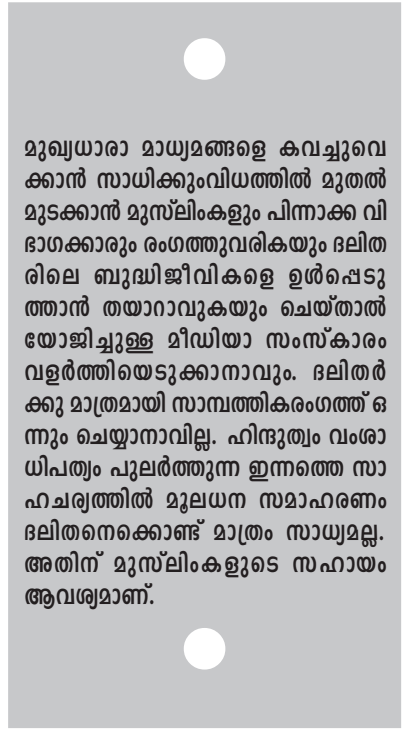 മുഖ്യധാരാ മാധ്യമങ്ങളെ കവച്ചുവെ
ക്കാൻ സാധിക്കുംവിധത്തിൽ മുതൽ
മുടക്കാൻ മുസ്‌ലിംകളും പിന്നാക്ക വി
ഭാഗക്കാരും രംഗത്തുവരികയും ദലിത
രിലെ ബുദ്ധിജീവികളെ ഉൾപ്പെടു
ത്താൻ തയാറാവുകയും ചെയ്താൽ
യോജിച്ചുള്ള മീഡിയാ സംസ്കാരം
വളർത്തിയെടുക്കാനാവും. ദലിതർ
ക്കു മാത്രമായി സാമ്പത്തികരംഗത്ത് ഒ
ന്നും ചെയ്യാനാവില്ല. ഹിന്ദുത്വം വംശാ
ധിപത്യം പുലർത്തുന്ന ഇന്നത്തെ സാ
ഹചര്യത്തിൽ മൂലധന സമാഹരണം
ദലിതനെക്കൊണ്ട് മാത്രം സാധ്യമല്ല.
അതിന് മുസ്‌ലിംകളുടെ സഹായം
ആവശ്യമാണ്.